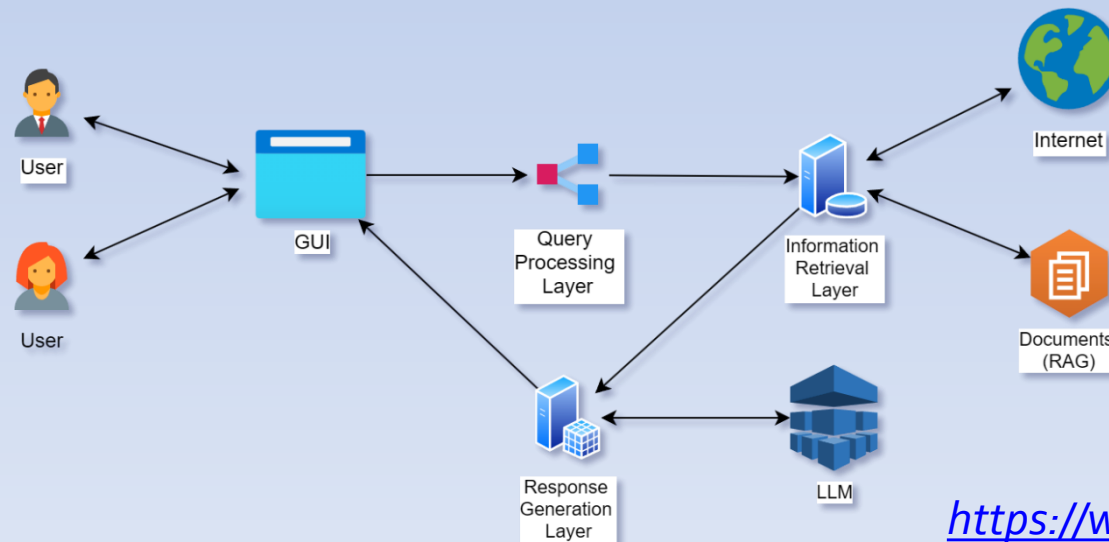 User
User
GUI
Query
Processing
Layer
Information
Retrieval
Layer
Internet
Documents
(RAG)
Response
Generation
Layer
LLM
https://w